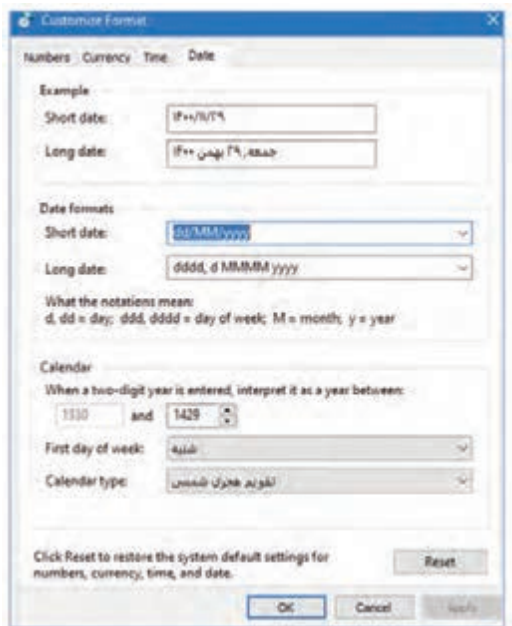 Customize Format
Numbers Currency Time Date
Example
Short date: ۱۴۰۰/۱۱/۲۹
Long date: جمعه, ۲۹ بهمن ۱۴۰۰
Date formats
Short date: dd/MM/yyyy
Long date: dddd, d MMMM yyyy
What the notations mean:
d, dd = day; ddd, dddd = day of week; M = month; y = year
Calendar
When a two-digit year is entered, interpret it as a year between:
1330 and 1429
First day of week: شنبه
Calendar type: تقویم هجری شمسی
Click Reset to restore the system default settings for
numbers, currency, time, and date.
Reset
OK Cancel Apply